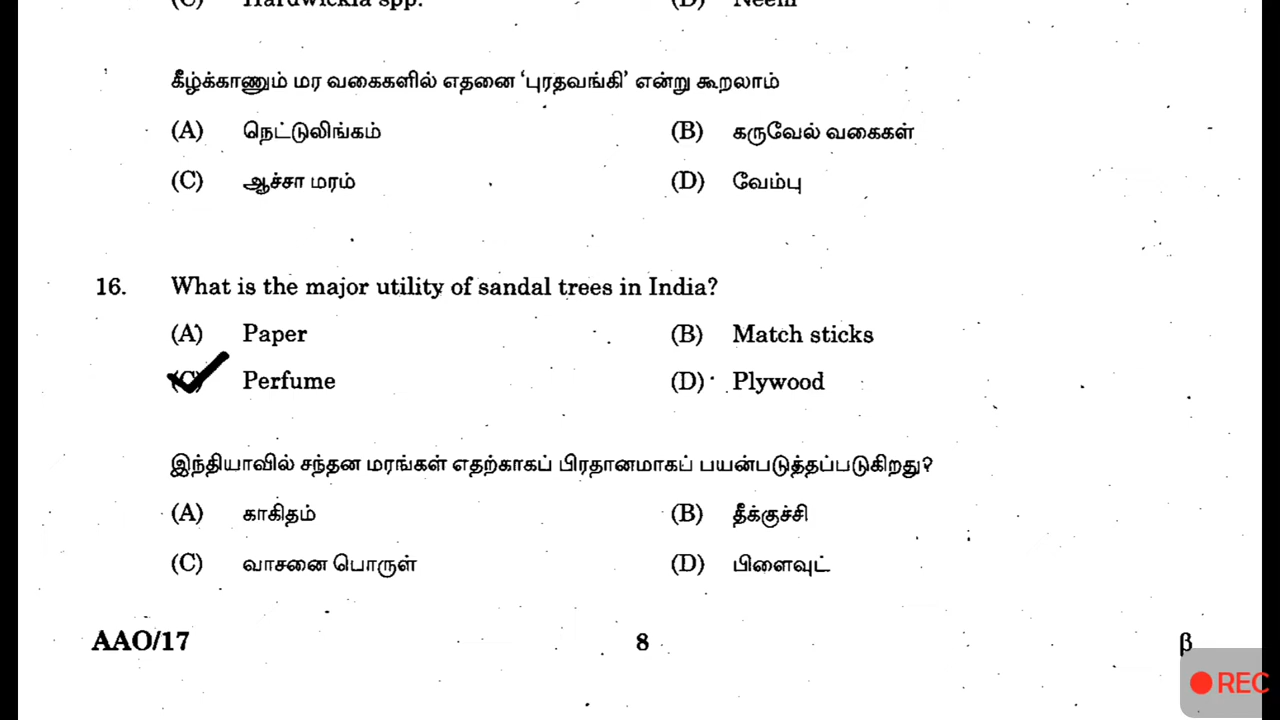 (C) Hardwickia spp. (D) Neem
கீழ்க்காணும் மர வகைகளில் எதனை ‘புரதவங்கி’ என்று கூறலாம்
(A) நெட்டுலிங்கம் (B) கருவேல் வகைகள்
(C) ஆச்சா மரம் (D) வேம்பு
16. What is the major utility of sandal trees in India?
(A) Paper (B) Match sticks
(C) Perfume (D) Plywood
இந்தியாவில் சந்தன மரங்கள் எதற்காகப் பிரதானமாகப் பயன்படுத்தப்படுகிறது?
(A) காகிதம் (B) தீக்குச்சி
(C) வாசனை பொருள் (D) பிளைவுட்
AAO/17 8 β
REC